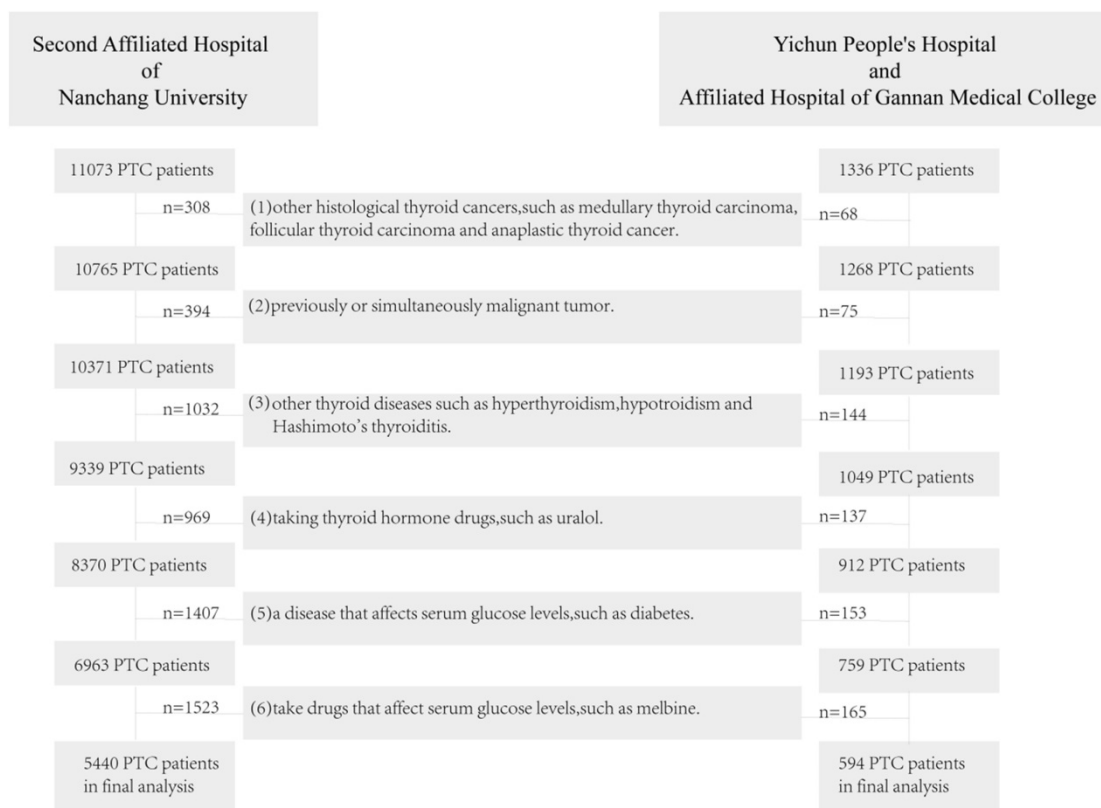 Second Affiliated Hospital
of
Nanchang University
Yichun People's Hospital
and
Affiliated Hospital of Gannan Medical College
11073 PTC patients
1336 PTC patients
n=308
(1)other histological thyroid cancers,such as medullary thyroid carcinoma,
follicular thyroid carcinoma and anaplastic thyroid cancer.
n=68
10765 PTC patients
1268 PTC patients
n=394
(2)previously or simultaneously malignant tumor.
n=75
10371 PTC patients
1193 PTC patients
n=1032
(3)other thyroid diseases such as hyperthyroidism,hypotroidism and
Hashimoto's thyroiditis.
n=144
9339 PTC patients
1049 PTC patients
n=969
(4)taking thyroid hormone drugs,such as uralol.
n=137
8370 PTC patients
912 PTC patients
n=1407
(5)a disease that affects serum glucose levels,such as diabetes.
n=153
6963 PTC patients
759 PTC patients
n=1523
(6)take drugs that affect serum glucose levels,such as melbine.
n=165
5440 PTC patients
in final analysis
594 PTC patients
in final analysis